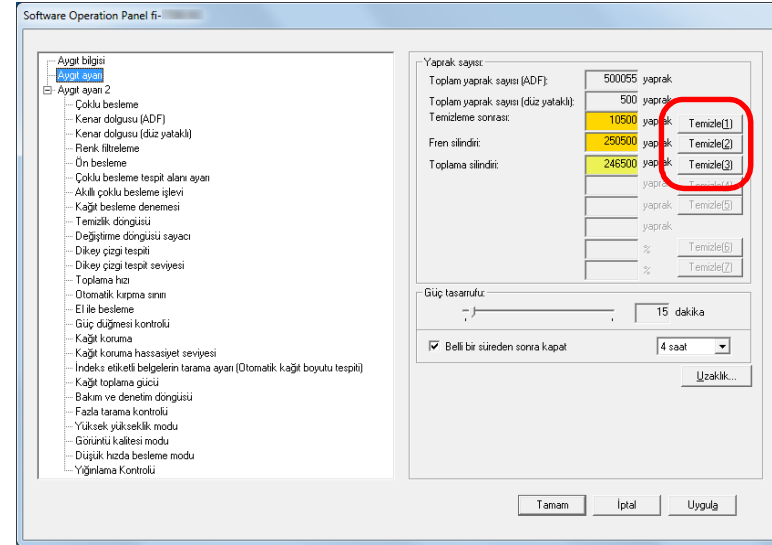 Software Operation Panel fi-
Aygıt bilgisi
Aygıt ayarı
Aygıt ayarı 2
Çoklu besleme
Kenar dolgusu (ADF)
Kenar dolgusu (düz yataklı)
Renk filtreleme
Ön besleme
Çoklu besleme tespit alanı ayarı
Akıllı çoklu besleme işlevi
Kağıt besleme denemesi
Temizlik döngüsü
Değiştirme döngüsü sayacı
Dikey çizgi tespiti
Dikey çizgi tespit seviyesi
Toplama hızı
Otomatik kırpma sınırı
El ile besleme
Güç düğmesi kontrolü
Kağıt koruma
Kağıt koruma hassasiyet seviyesi
İndeks etiketli belgelerin tarama ayarı (Otomatik kağıt boyutu tespiti)
Kağıt toplama gücü
Bakım ve denetim döngüsü
Fazla tarama kontrolü
Yüksek yükseklik modu
Görüntü kalitesi modu
Düşük hızda besleme modu
Yığınlama Kontrolü
Yaprak sayısı:
Toplam yaprak sayısı (ADF): 500055 yaprak
Toplam yaprak sayısı (düz yataklı): 500 yaprak
Temizleme sonrası: 10500 yaprak Temizle(1)
Fren silindiri: 250500 yaprak Temizle(2)
Toplama silindiri: 246500 yaprak Temizle(3)
yaprak Temizle(4)
yaprak Temizle(5)
yaprak
% Temizle(6)
% Temizle(7)
Güç tasarrufu:
15 dakika
Belli bir süreden sonra kapat 4 saat
Uzaklık...
Tamam İptal Uygula